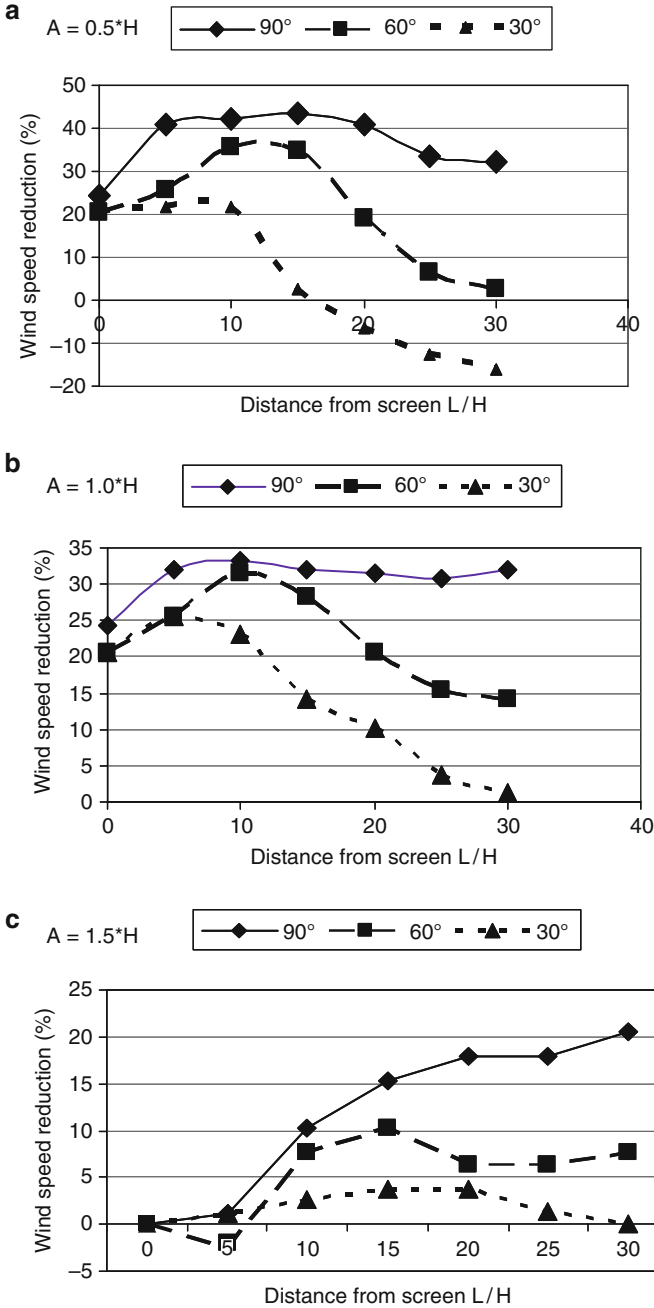 a
A = 0.5*H
90° 60° 30°
Wind speed reduction (%)
50
40
30
20
10
0
–10
–20
0 10 20 30 40
Distance from screen L/H
b
A = 1.0*H
90° 60° 30°
Wind speed reduction (%)
35
30
25
20
15
10
5
0
0 10 20 30 40
Distance from screen L/H
c
A = 1.5*H
90° 60° 30°
Wind speed reduction (%)
25
20
15
10
5
0
–5
0 5 10 15 20 25 30
Distance from screen L/H